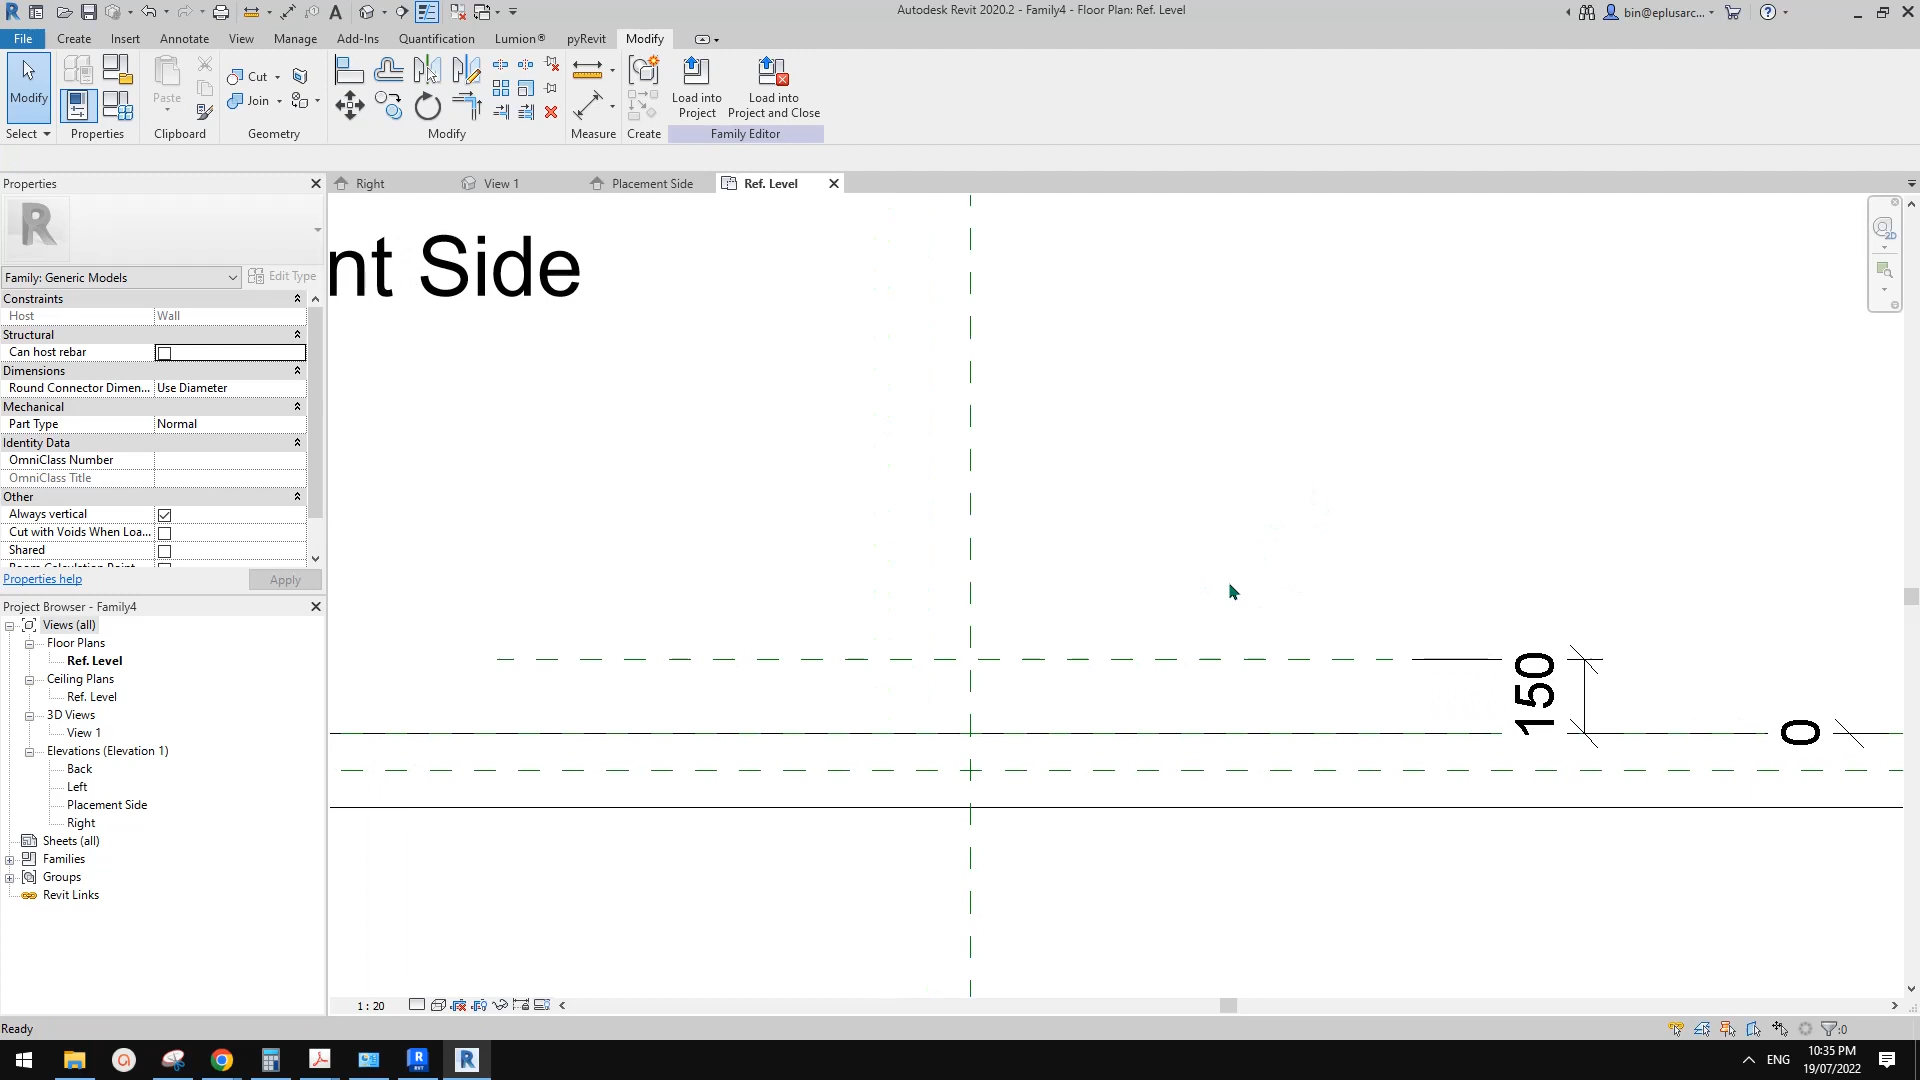 Autodesk Revit 2020.2 - Family4 - Floor Plan: Ref. Level
bin@eplusarc...
File Create Insert Annotate View Manage Add-Ins Quantification Lumion® pyRevit Modify
Modify
Paste
Cut
Join
Load into Project
Load into Project and Close
Select Properties Clipboard Geometry Modify Measure Create Family Editor
Properties
Right
View 1
Placement Side
Ref. Level
Family: Generic Models
Edit Type
Constraints
Host Wall
Structural
Can host rebar
Dimensions
Round Connector Dimen... Use Diameter
Mechanical
Part Type Normal
Identity Data
OmniClass Number
OmniClass Title
Other
Always vertical
Cut with Voids When Loa...
Shared
Properties help
Apply
Project Browser - Family4
Views (all)
Floor Plans
Ref. Level
Ceiling Plans
Ref. Level
3D Views
View 1
Elevations (Elevation 1)
Back
Left
Placement Side
Right
Sheets (all)
Families
Groups
Revit Links
nt Side
150
0
1 : 20
Ready
:0
ENG
10:35 PM
19/07/2022